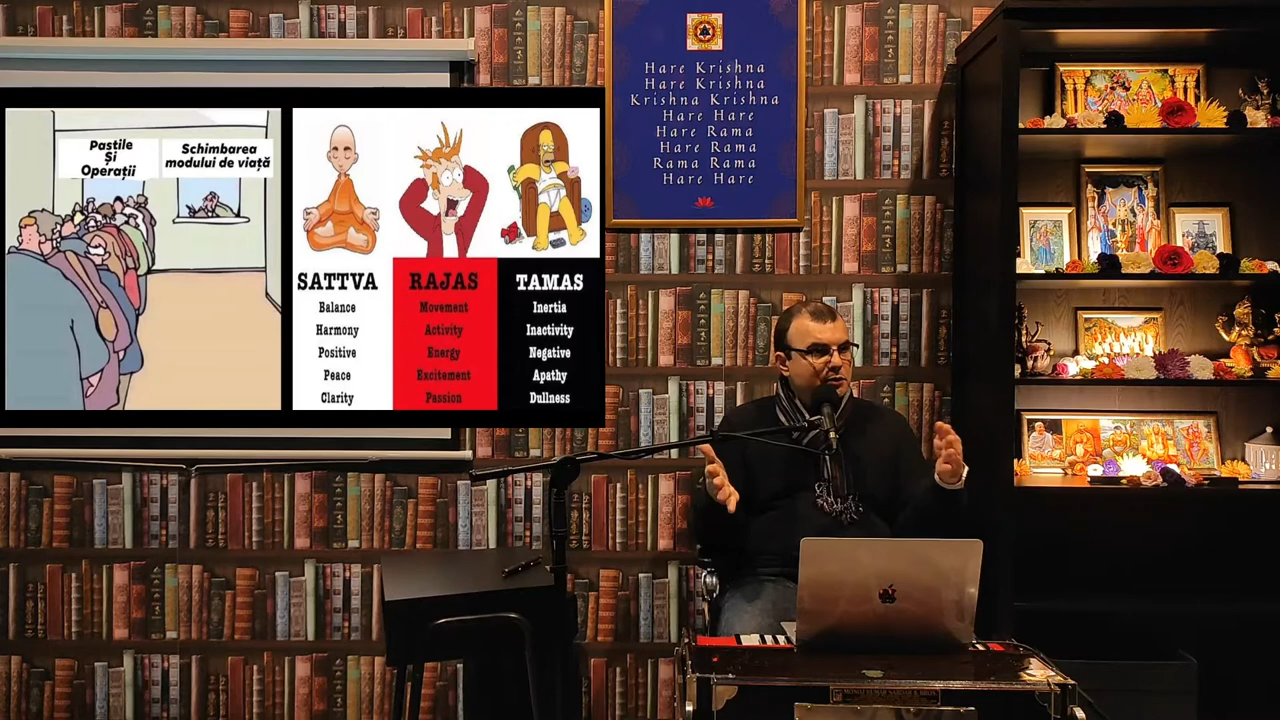 Pastile
Și
Operații
Schimbarea
modului de viață
SATTVA
Balance
Harmony
Positive
Peace
Clarity
RAJAS
Movement
Activity
Energy
Excitement
Passion
TAMAS
Inertia
Inactivity
Negative
Apathy
Dullness
Hare Krishna
Hare Krishna
Krishna Krishna
Hare Hare
Hare Rama
Hare Rama
Rama Rama
Hare Hare